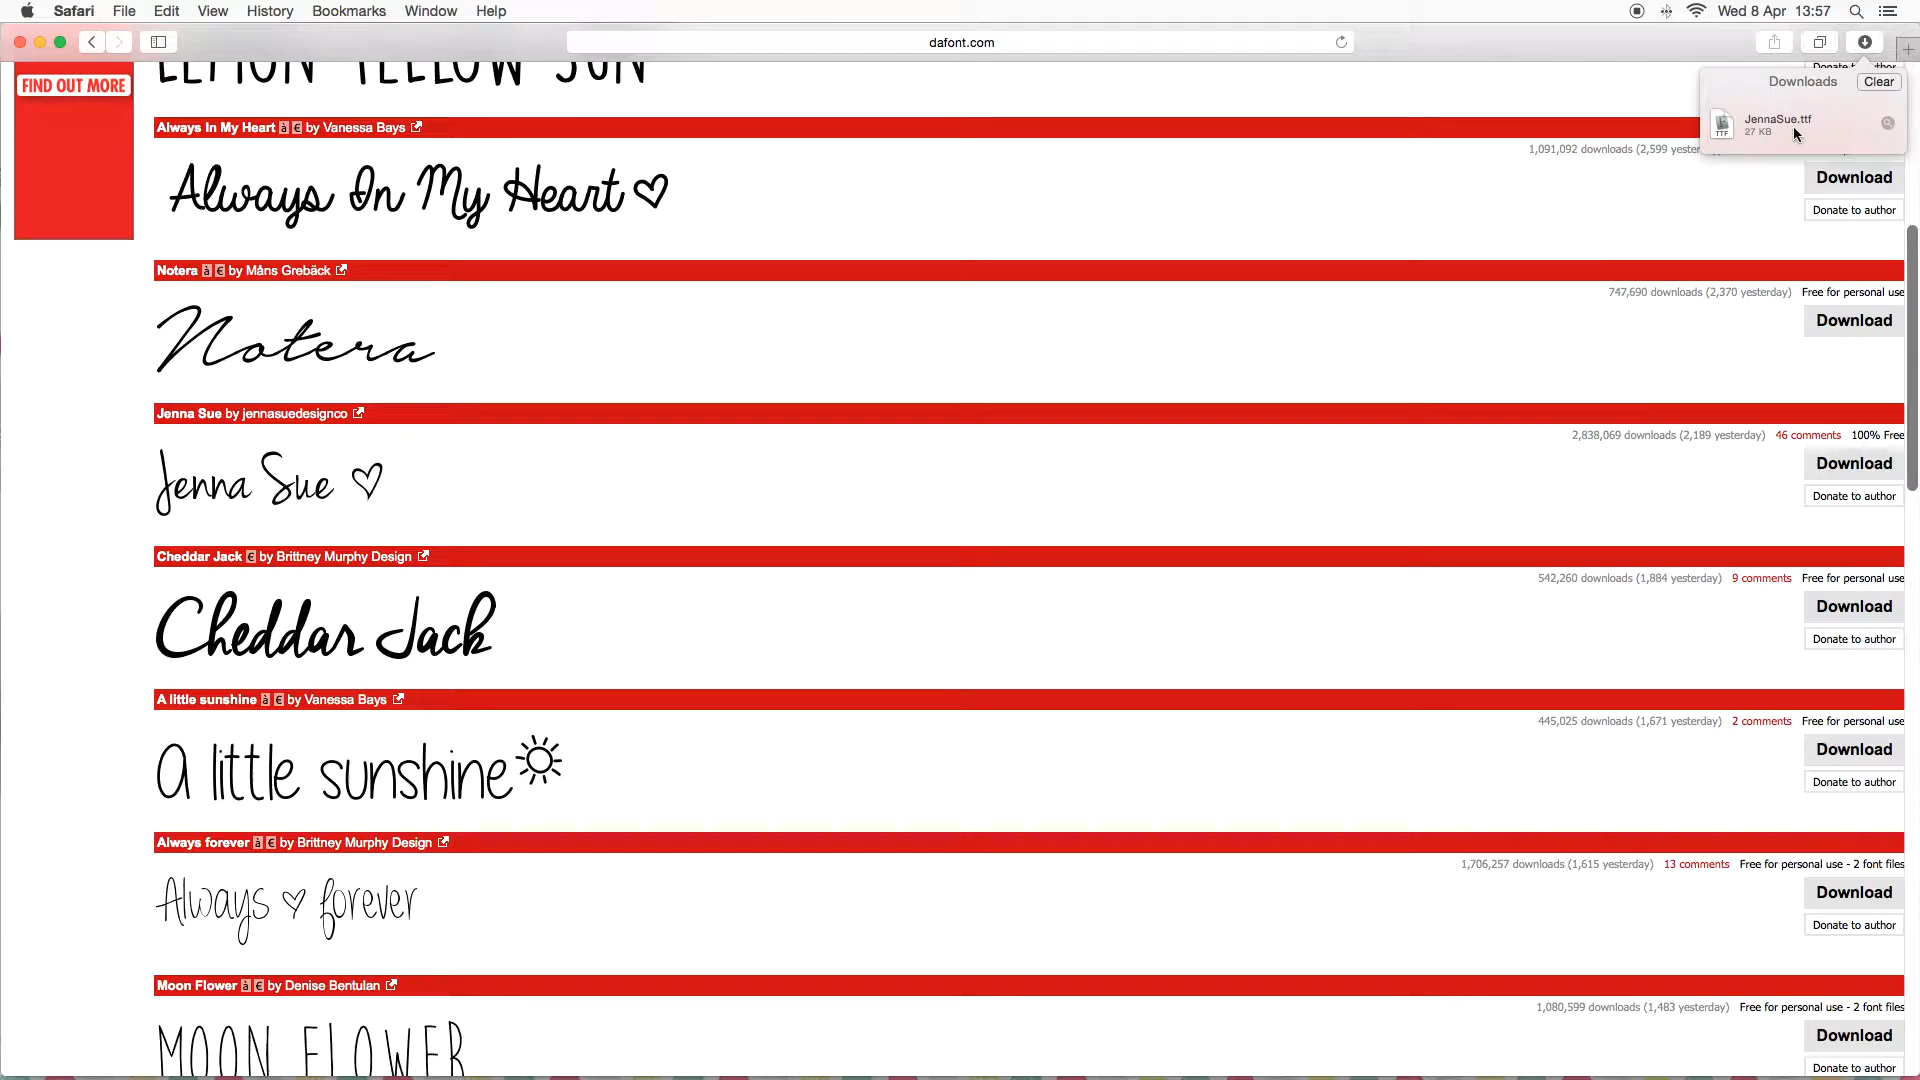 Safari File Edit View History Bookmarks Window Help Wed 8 Apr 13:57
dafont.com
Donate to author
FIND OUT MORE
LEMON YELLOW SUN
Downloads Clear
JennaSue.ttf
TTF 27 KB
Always In My Heart à € by Vanessa Bays
1,091,092 downloads (2,599
Always In My Heart
Download
Donate to author
Notera à € by Måns Grebäck
747,690 downloads (2,370 yesterday) Free for personal use
Notera
Download
Jenna Sue by jennasuedesignco
2,838,069 downloads (2,189 yesterday) 46 comments 100% Free
Jenna Sue
Download
Donate to author
Cheddar Jack € by Brittney Murphy Design
542,260 downloads (1,884 yesterday) 9 comments Free for personal use
Cheddar Jack
Download
Donate to author
A little sunshine à € by Vanessa Bays
445,025 downloads (1,671 yesterday) 2 comments Free for personal use
A little sunshine
Download
Donate to author
Always forever à € by Brittney Murphy Design
1,706,257 downloads (1,615 yesterday) 13 comments Free for personal use - 2 font files
Always forever
Download
Donate to author
Moon Flower à € by Denise Bentulan
1,080,599 downloads (1,483 yesterday) Free for personal use - 2 font files
MOON FLOWER
Download
Donate to author